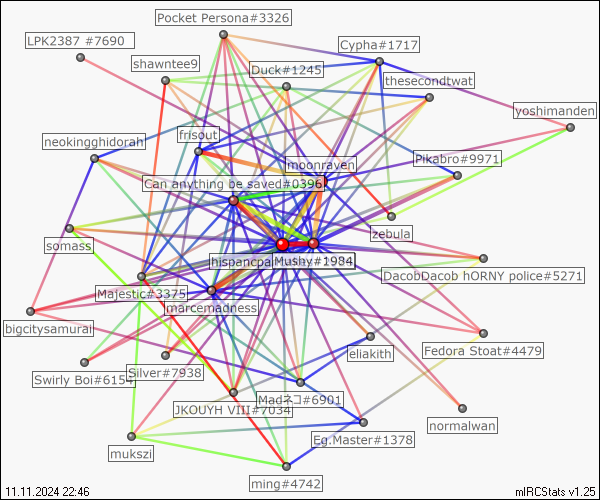 Pocket Persona#3326
LPK2387 #7690
Cypha#1717
shawntee9
Duck#1245
thesecondtwat
yoshimanden
neokingghidorah
frisout
moonraven
Pikabro#9971
Can anything be saved#0396
zebula
somass
hispancpa
Mushy#1984
DacobDacob hORNY police#5271
Majestic#3375
marcemadness
bigcitysamurai
eliakith
Fedora Stoat#4479
Swirly Boi#6154
Silver#7938
JKOUYH VIII#7034
Madネコ#6901
normalwan
mukszi
Eg.Master#1378
ming#4742
11.11.2024 22:46
mIRCStats v1.25